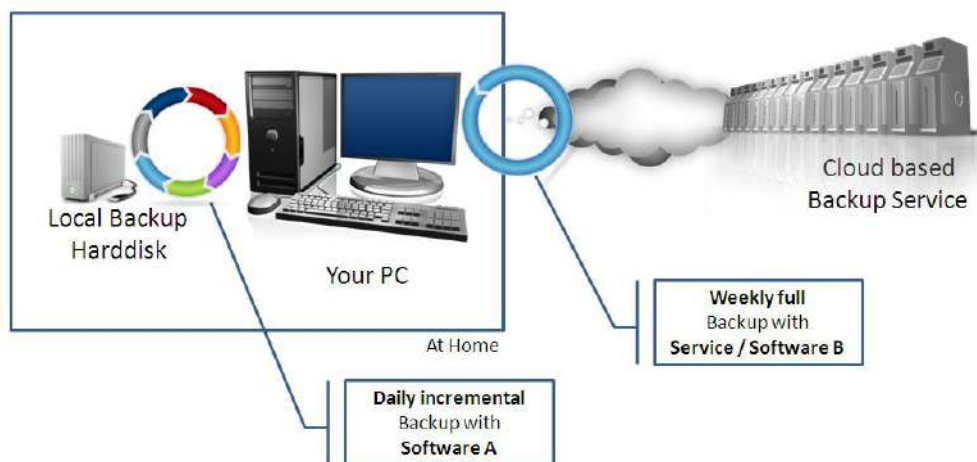 Local Backup
Harddisk
Your PC
Cloud based
Backup Service
At Home
Weekly full
Backup with
Service / Software B
Daily incremental
Backup with
Software A